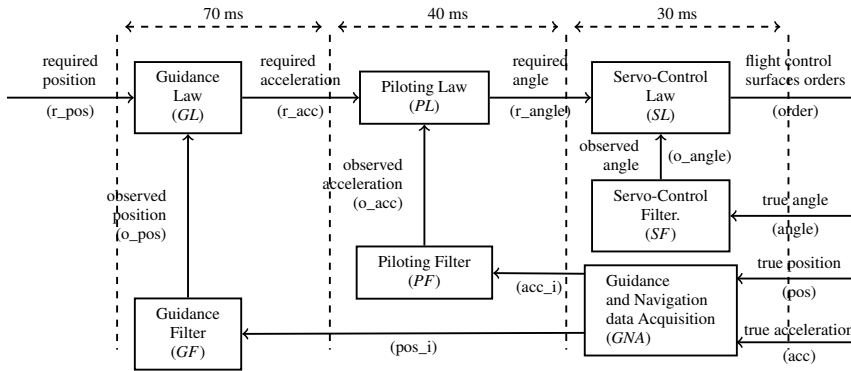 70 ms
40 ms
30 ms
required
position
(r_pos)
Guidance
Law
(GL)
required
acceleration
(r_acc)
Piloting Law
(PL)
required
angle
(r_angle)
Servo-Control
Law
(SL)
flight control
surfaces orders
(order)
observed
position
(o_pos)
observed
acceleration
(o_acc)
observed
angle
(o_angle)
Servo-Control
Filter.
(SF)
true angle
(angle)
Piloting Filter
(PF)
(acc_i)
Guidance
and Navigation
data Acquisition
(GNA)
true position
(pos)
Guidance
Filter
(GF)
(pos_i)
true acceleration
(acc)